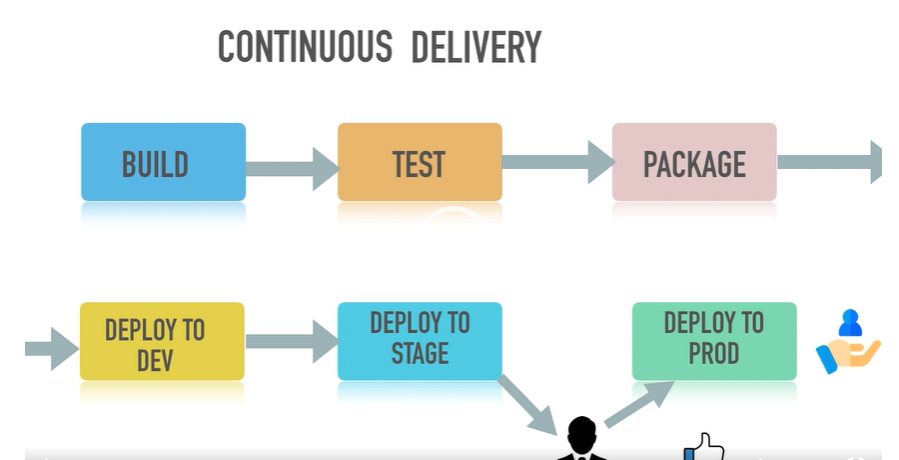 CONTINUOUS DELIVERY
BUILD
TEST
PACKAGE
DEPLOY TO
DEV
DEPLOY TO
STAGE
DEPLOY TO
PROD